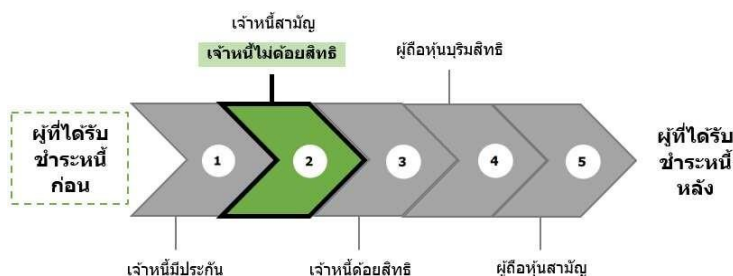 เจ้าหนี้สามัญ
เจ้าหนี้ไม่ด้อยสิทธิ
ผู้ถือหุ้นบุริมสิทธิ
ผู้ที่ได้รับ
ชำระหนี้
ก่อน
1
2
3
4
5
ผู้ที่ได้รับ
ชำระหนี้
หลัง
เจ้าหนี้มีประกัน
เจ้าหนี้ด้อยสิทธิ
ผู้ถือหุ้นสามัญ